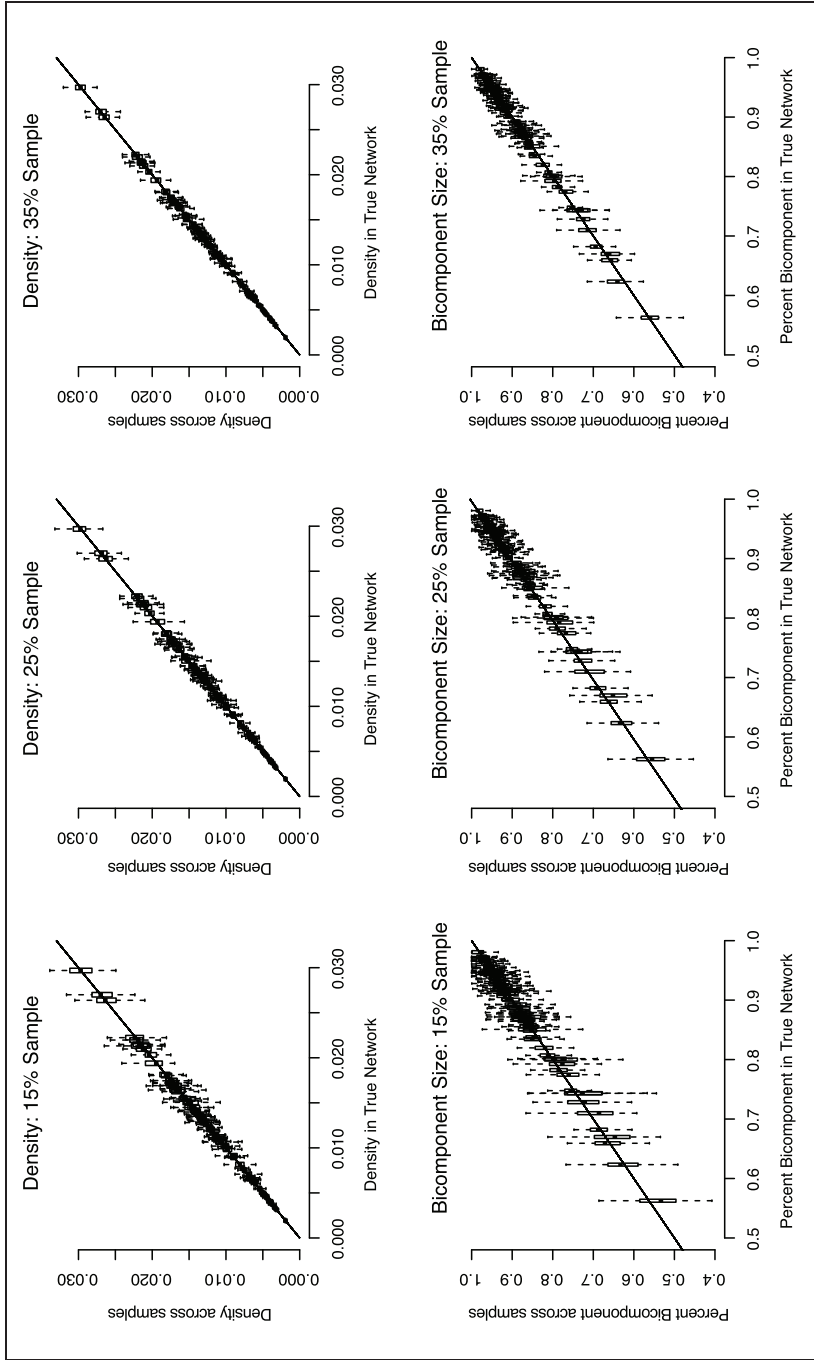 Density: 15% Sample
Density across samples
0.030
0.020
0.010
0.000
0.000 0.010 0.020 0.030
Density in True Network
Density: 25% Sample
Density across samples
0.030
0.020
0.010
0.000
0.000 0.010 0.020 0.030
Density in True Network
Density: 35% Sample
Density across samples
0.030
0.020
0.010
0.000
0.000 0.010 0.020 0.030
Density in True Network
Bicomponent Size: 15% Sample
Percent Bicomponent across samples
1.0
0.9
0.8
0.7
0.6
0.5
0.4
0.5 0.6 0.7 0.8 0.9 1.0
Percent Bicomponent in True Network
Bicomponent Size: 25% Sample
Percent Bicomponent across samples
1.0
0.9
0.8
0.7
0.6
0.5
0.4
0.5 0.6 0.7 0.8 0.9 1.0
Percent Bicomponent in True Network
Bicomponent Size: 35% Sample
Percent Bicomponent across samples
1.0
0.9
0.8
0.7
0.6
0.5
0.4
0.5 0.6 0.7 0.8 0.9 1.0
Percent Bicomponent in True Network